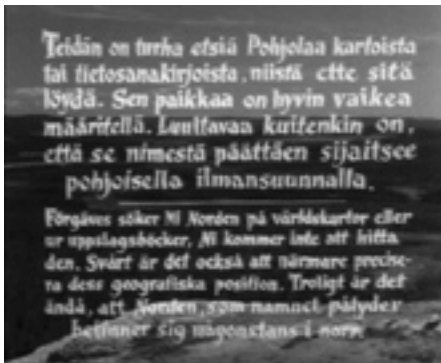 Teidän on turha etsiä Pohjolaa kartoista
tai tietosanakirjoista, niistä ette sitä
löydä. Sen paikkaa on hyvin vaikea
määritellä. Luultavaa kuitenkin on,
että se nimestä päättäen sijaitsee
pohjoisella ilmansuunnalla.
Förgäves söker Ni Norden på världskartor eller
ur uppslagsböcker. Ni kommer inte att hitta
den. Svårt är det också att närmare precise-
ra dess geografiska position. Troligt är det
ändå, att Norden, som namnet påbyder
befinner sig någonstans i norr